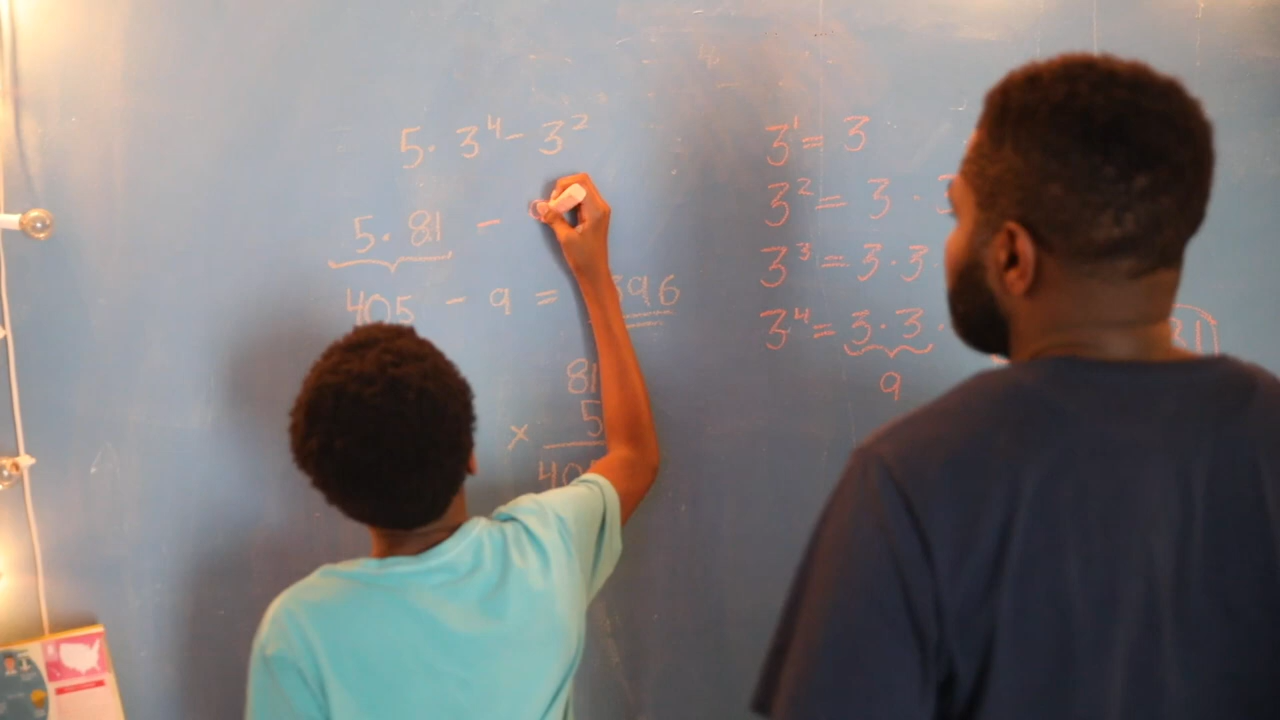 5 · 3⁴ - 3²
5 · 81 -
405 - 9 = 396
81
× 5
40
3¹ = 3
3² = 3 ·
3³ = 3 · 3
3⁴ = 3 · 3 ·
9